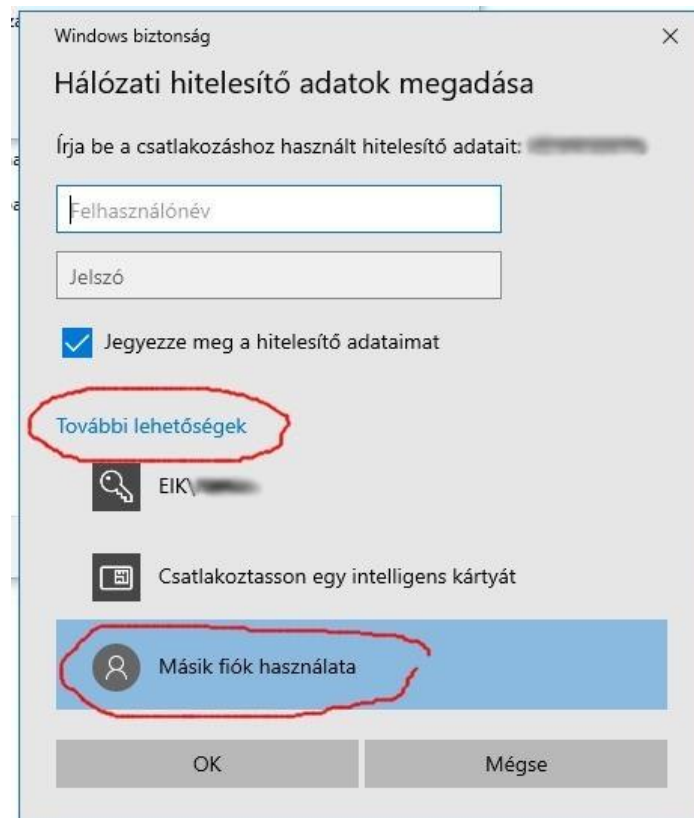 Windows biztonság
Hálózati hitelesítő adatok megadása
Írja be a csatlakozáshoz használt hitelesítő adatait:
Felhasználónév
Jelszó
Jegyezze meg a hitelesítő adataimat
További lehetőségek
EIK\
Csatlakoztasson egy intelligens kártyát
Másik fiók használata
OK
Mégse